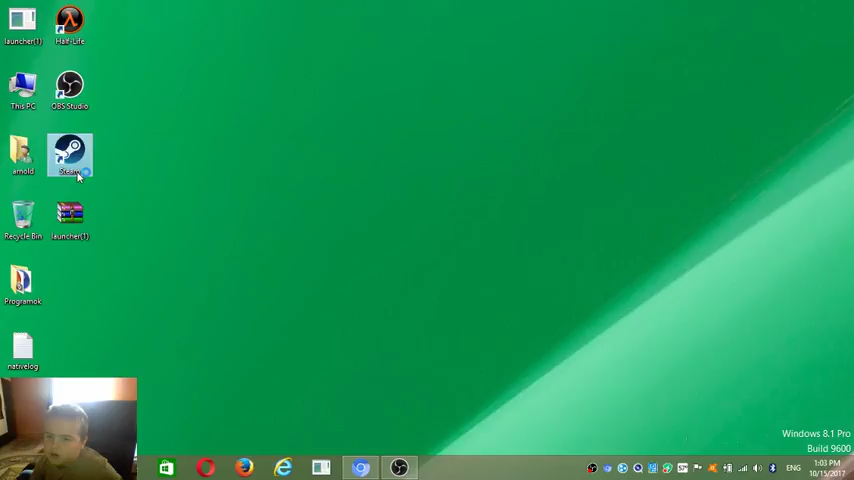 launcher(1)
Half-Life
This PC
OBS Studio
arnold
Steam
Recycle Bin
launcher(1)
Programok
nativelog
Windows 8.1 Pro
Build 9600
ENG
1:03 PM
10/15/2017